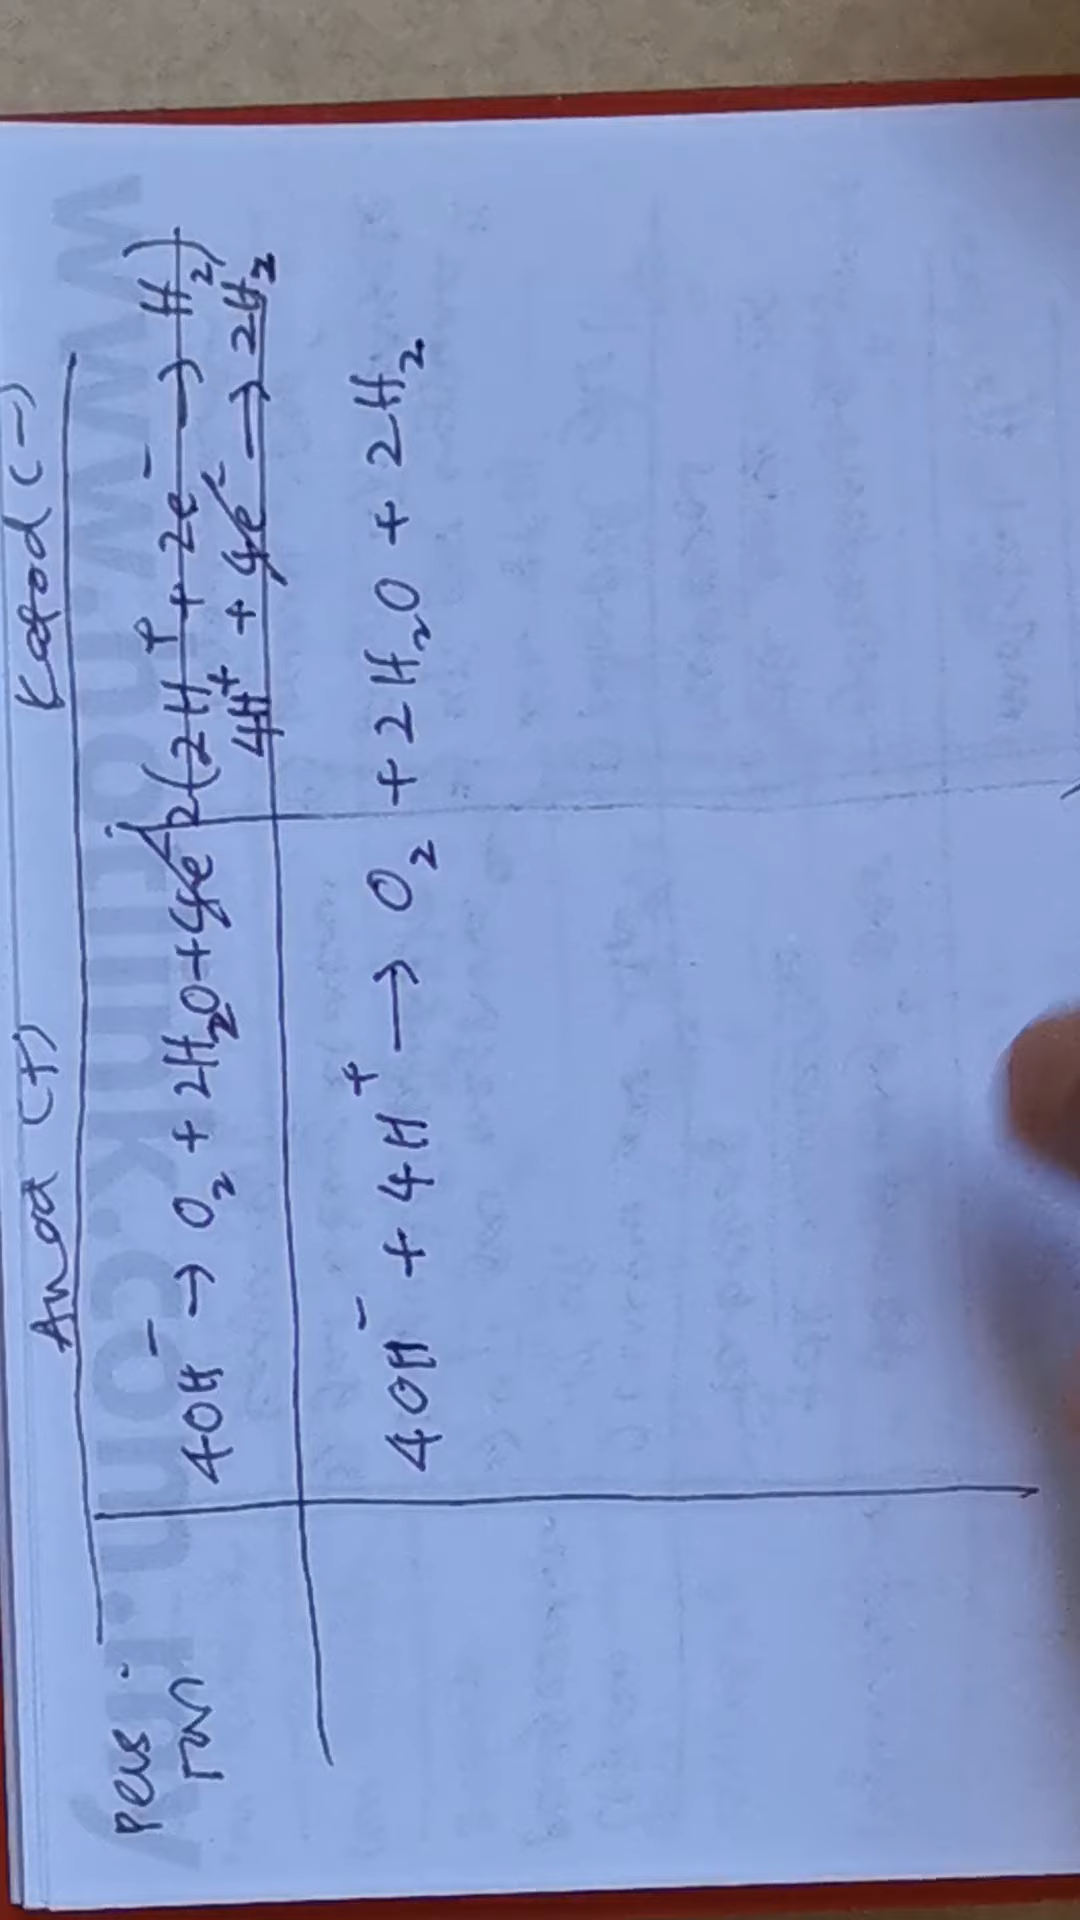 Anod (+) Katod (-)
Pers. 4OH⁻ → O₂ + 2H₂O + 4e⁻ 2(2H⁺ + 2e⁻ → H₂)
4H⁺ + 4e⁻ → 2H₂
4OH⁻ + 4H⁺ → O₂ + 2H₂O + 2H₂